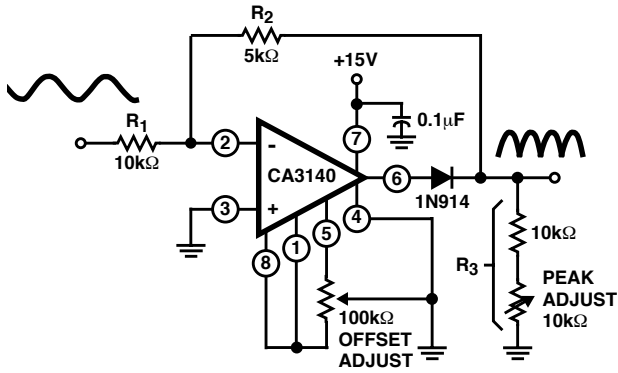 R2
5kΩ
+15V
0.1μF
R1
10kΩ
2
-
7
CA3140
6
1N914
3
+
4
5
1
8
10kΩ
R3
PEAK
ADJUST
10kΩ
100kΩ
OFFSET
ADJUST